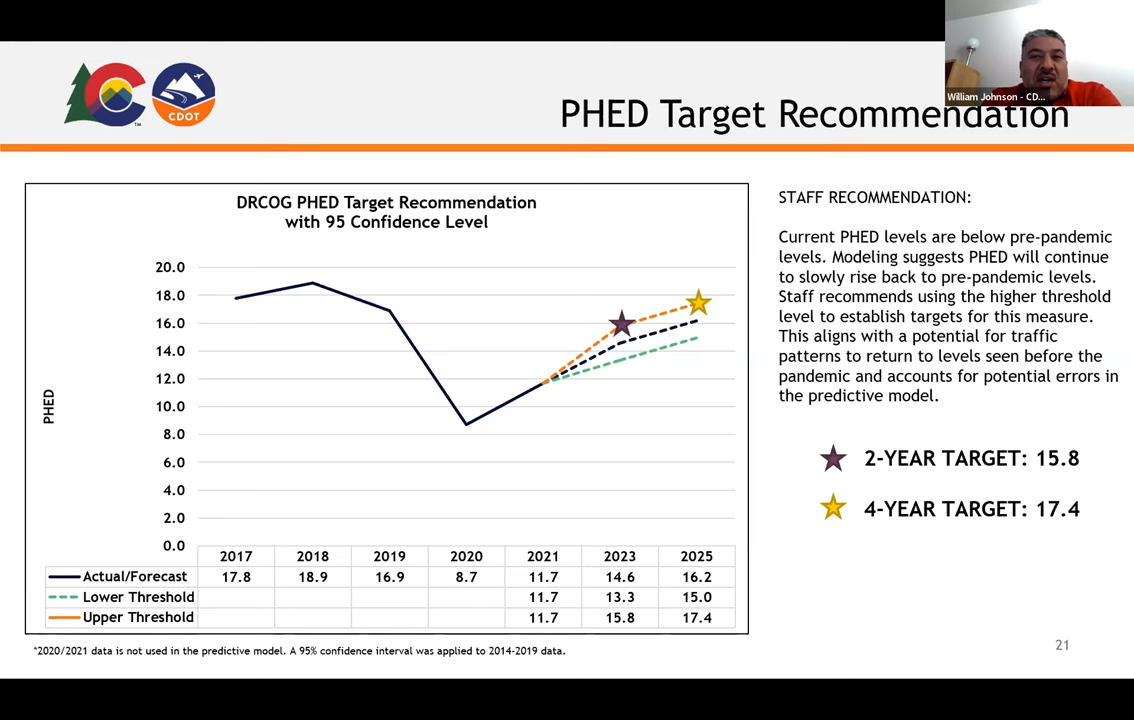 William Johnson - CD...
CDOT
TM
PHED Target Recommendation
DRCOG PHED Target Recommendation
with 95 Confidence Level
PHED
20.0
18.0
16.0
14.0
12.0
10.0
8.0
6.0
4.0
2.0
0.0
2017 2018 2019 2020 2021 2023 2025
Actual/Forecast 17.8 18.9 16.9 8.7 11.7 14.6 16.2
Lower Threshold 11.7 13.3 15.0
Upper Threshold 11.7 15.8 17.4
*2020/2021 data is not used in the predictive model. A 95% confidence interval was applied to 2014-2019 data.
STAFF RECOMMENDATION:
Current PHED levels are below pre-pandemic
levels. Modeling suggests PHED will continue
to slowly rise back to pre-pandemic levels.
Staff recommends using the higher threshold
level to establish targets for this measure.
This aligns with a potential for traffic
patterns to return to levels seen before the
pandemic and accounts for potential errors in
the predictive model.
2-YEAR TARGET: 15.8
4-YEAR TARGET: 17.4
21